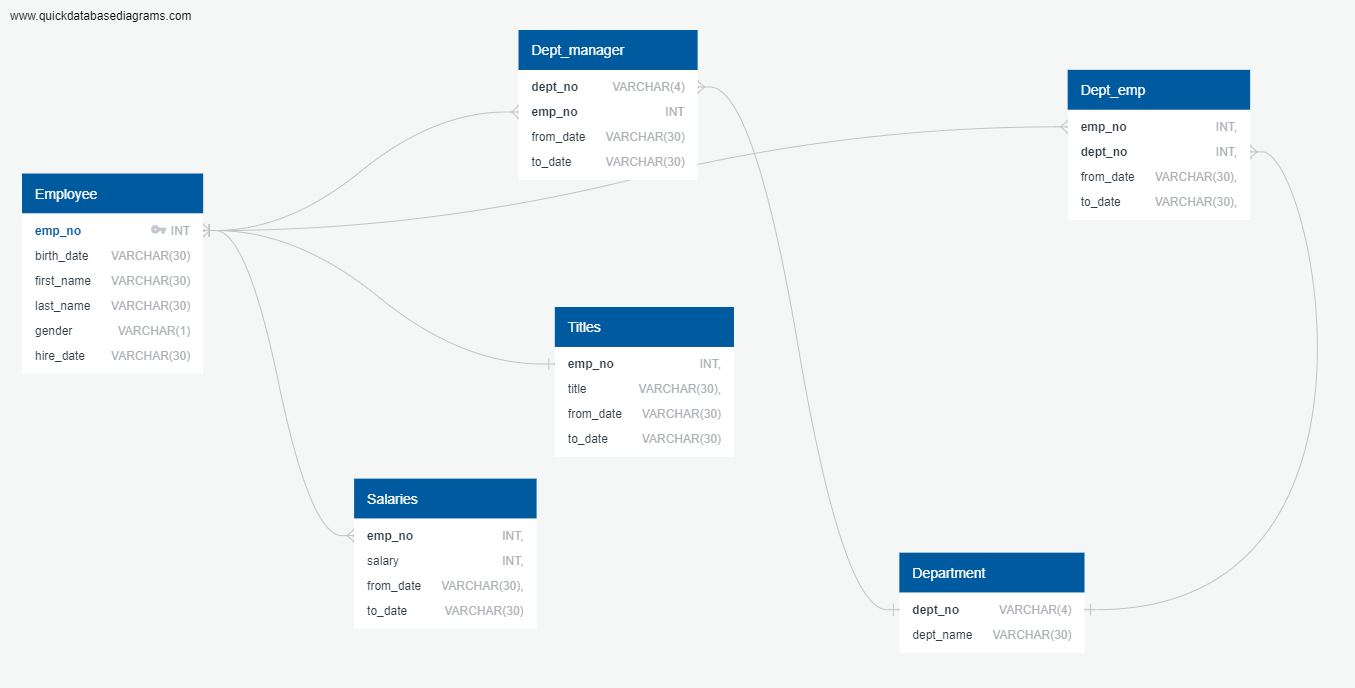 www.quickdatabasediagrams.com
Dept_manager
dept_no VARCHAR(4)
emp_no INT
from_date VARCHAR(30)
to_date VARCHAR(30)
Dept_emp
emp_no INT,
dept_no INT,
from_date VARCHAR(30),
to_date VARCHAR(30),
Employee
emp_no INT
birth_date VARCHAR(30)
first_name VARCHAR(30)
last_name VARCHAR(30)
gender VARCHAR(1)
hire_date VARCHAR(30)
Titles
emp_no INT,
title VARCHAR(30),
from_date VARCHAR(30)
to_date VARCHAR(30)
Salaries
emp_no INT,
salary INT,
from_date VARCHAR(30),
to_date VARCHAR(30)
Department
dept_no VARCHAR(4)
dept_name VARCHAR(30)